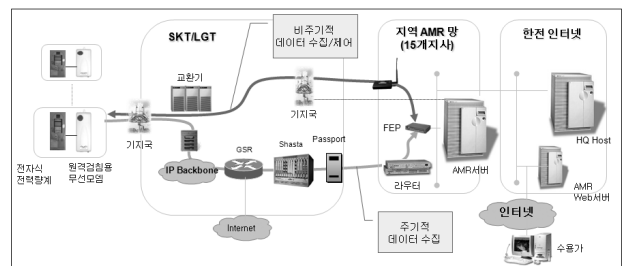 SKT/LGT
비주기적
데이터 수집/제어
지역 AMR 망
(15개지사)
한전 인터넷
교환기
기지국
기지국
FEP
HQ Host
전자식
전력량계
원격검침용
무선모뎀
IP Backbone
GSR
Shasta
Passport
라우터
AMR서버
AMR
Web서버
인터넷
Internet
주기적
데이터 수집
수용가